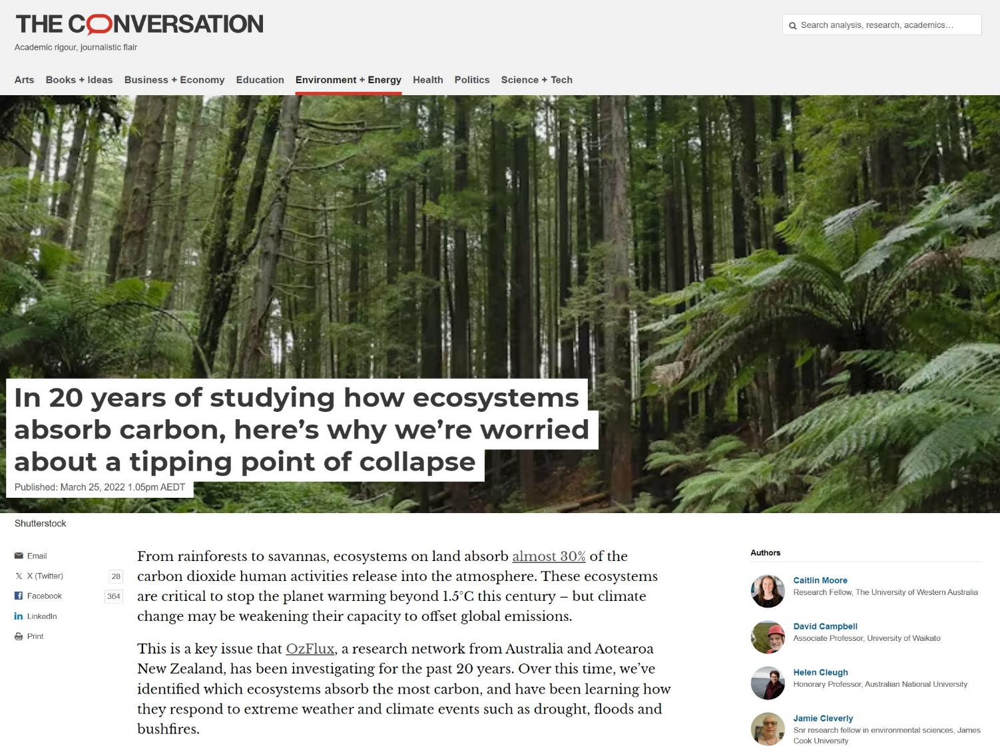 THE CONVERSATION
Academic rigour, journalistic flair
Search analysis, research, academics…
Arts Books + Ideas Business + Economy Education Environment + Energy Health Politics Science + Tech
In 20 years of studying how ecosystems
absorb carbon, here’s why we’re worried
about a tipping point of collapse
Published: March 25, 2022 1.05pm AEDT
Shutterstock
Email
X (Twitter) 28
Facebook 364
LinkedIn
Print
From rainforests to savannas, ecosystems on land absorb almost 30% of the
carbon dioxide human activities release into the atmosphere. These ecosystems
are critical to stop the planet warming beyond 1.5°C this century – but climate
change may be weakening their capacity to offset global emissions.
This is a key issue that OzFlux, a research network from Australia and Aotearoa
New Zealand, has been investigating for the past 20 years. Over this time, we’ve
identified which ecosystems absorb the most carbon, and have been learning how
they respond to extreme weather and climate events such as drought, floods and
bushfires.
Authors
Caitlin Moore
Research Fellow, The University of Western Australia
David Campbell
Associate Professor, University of Waikato
Helen Cleugh
Honorary Professor, Australian National University
Jamie Cleverly
Snr research fellow in environmental sciences, James
Cook University